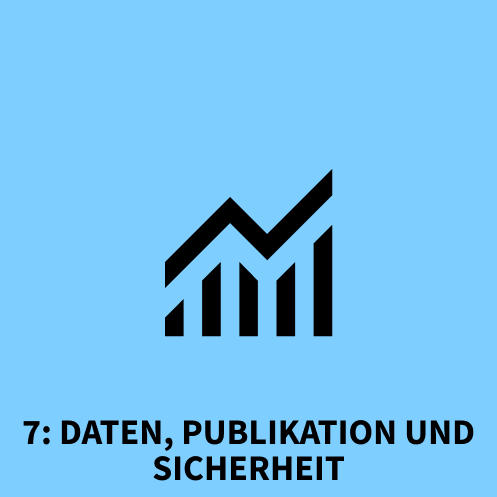 7: DATEN, PUBLIKATION UND
SICHERHEIT